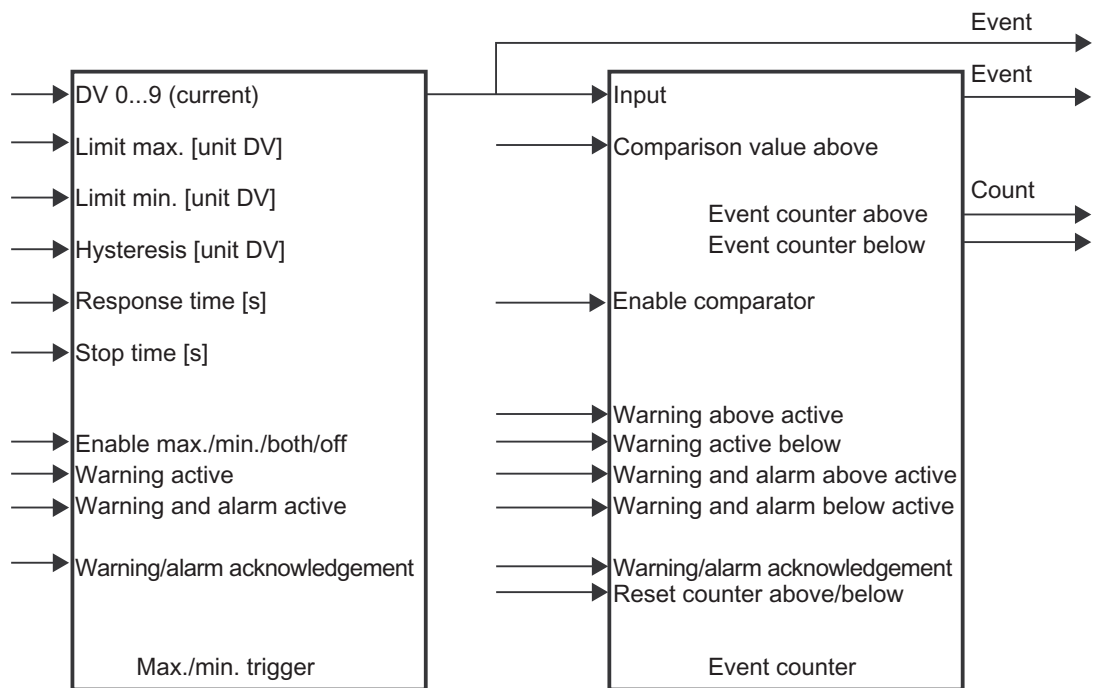 Event
Event
DV 0...9 (current)
Limit max. [unit DV]
Limit min. [unit DV]
Hysteresis [unit DV]
Response time [s]
Stop time [s]
Enable max./min./both/off
Warning active
Warning and alarm active
Warning/alarm acknowledgement
Max./min. trigger
Input
Comparison value above
Count
Event counter above
Event counter below
Enable comparator
Warning above active
Warning active below
Warning and alarm above active
Warning and alarm below active
Warning/alarm acknowledgement
Reset counter above/below
Event counter